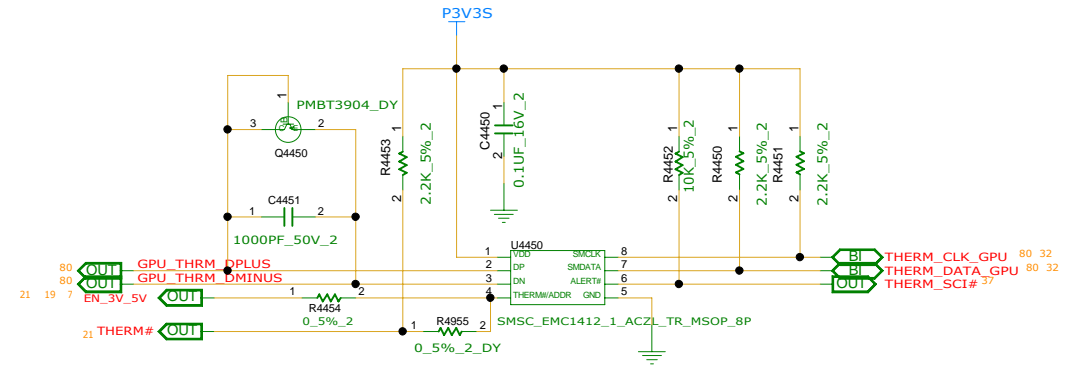 P3V3S
1
PMBT3904_DY
3
2
Q4450
C4451
1
2
1000PF_50V_2
1
R4453
2.2K_5%_2
2
1
C4450
0.1UF_16V_2
2
1
R4452
10K_5%_2
2
1
R4450
2.2K_5%_2
2
1
R4451
2.2K_5%_2
2
U4450
1 VDD SMCLK 8
2 DP SMDATA 7
3 DN ALERT# 6
4 THERM#/ADDR GND 5
SMSC_EMC1412_1_ACZL_TR_MSOP_8P
80 OUT GPU_THRM_DPLUS
80 OUT GPU_THRM_DMINUS
21 19 7 EN_3V_5V OUT
1 2
R4454
0_5%_2
21 THERM# OUT
1 R4955 2
0_5%_2_DY
BI THERM_CLK_GPU 80 32
BI THERM_DATA_GPU 80 32
OUT THERM_SCI# 37